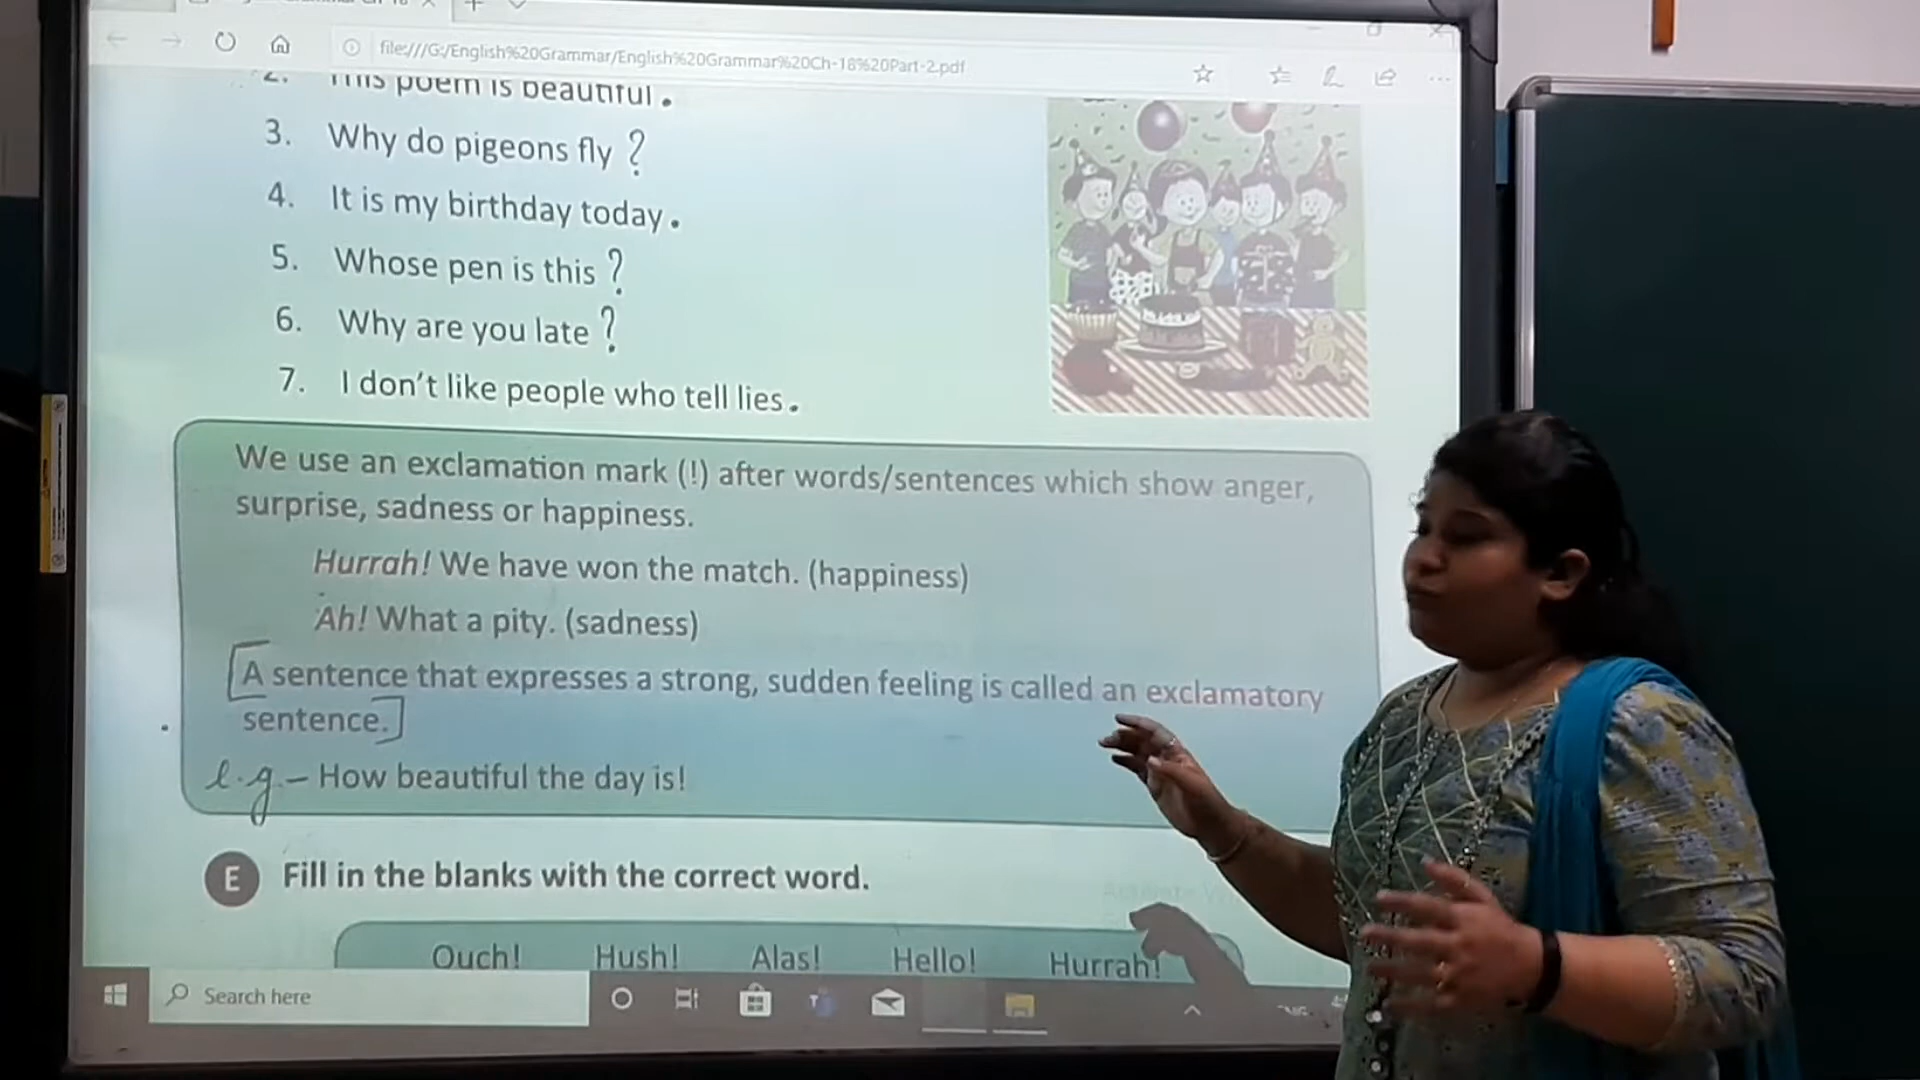 file:///G:/English%20Grammar/English%20Grammar%20Ch-18%20Part-2.pdf
2. This poem is beautiful.
3. Why do pigeons fly ?
4. It is my birthday today.
5. Whose pen is this ?
6. Why are you late ?
7. I don't like people who tell lies.
We use an exclamation mark (!) after words/sentences which show anger,
surprise, sadness or happiness.
Hurrah! We have won the match. (happiness)
Ah! What a pity. (sadness)
[A sentence that expresses a strong, sudden feeling is called an exclamatory
sentence.]
e.g.– How beautiful the day is!
E Fill in the blanks with the correct word.
Ouch! Hush! Alas! Hello! Hurrah!
Search here